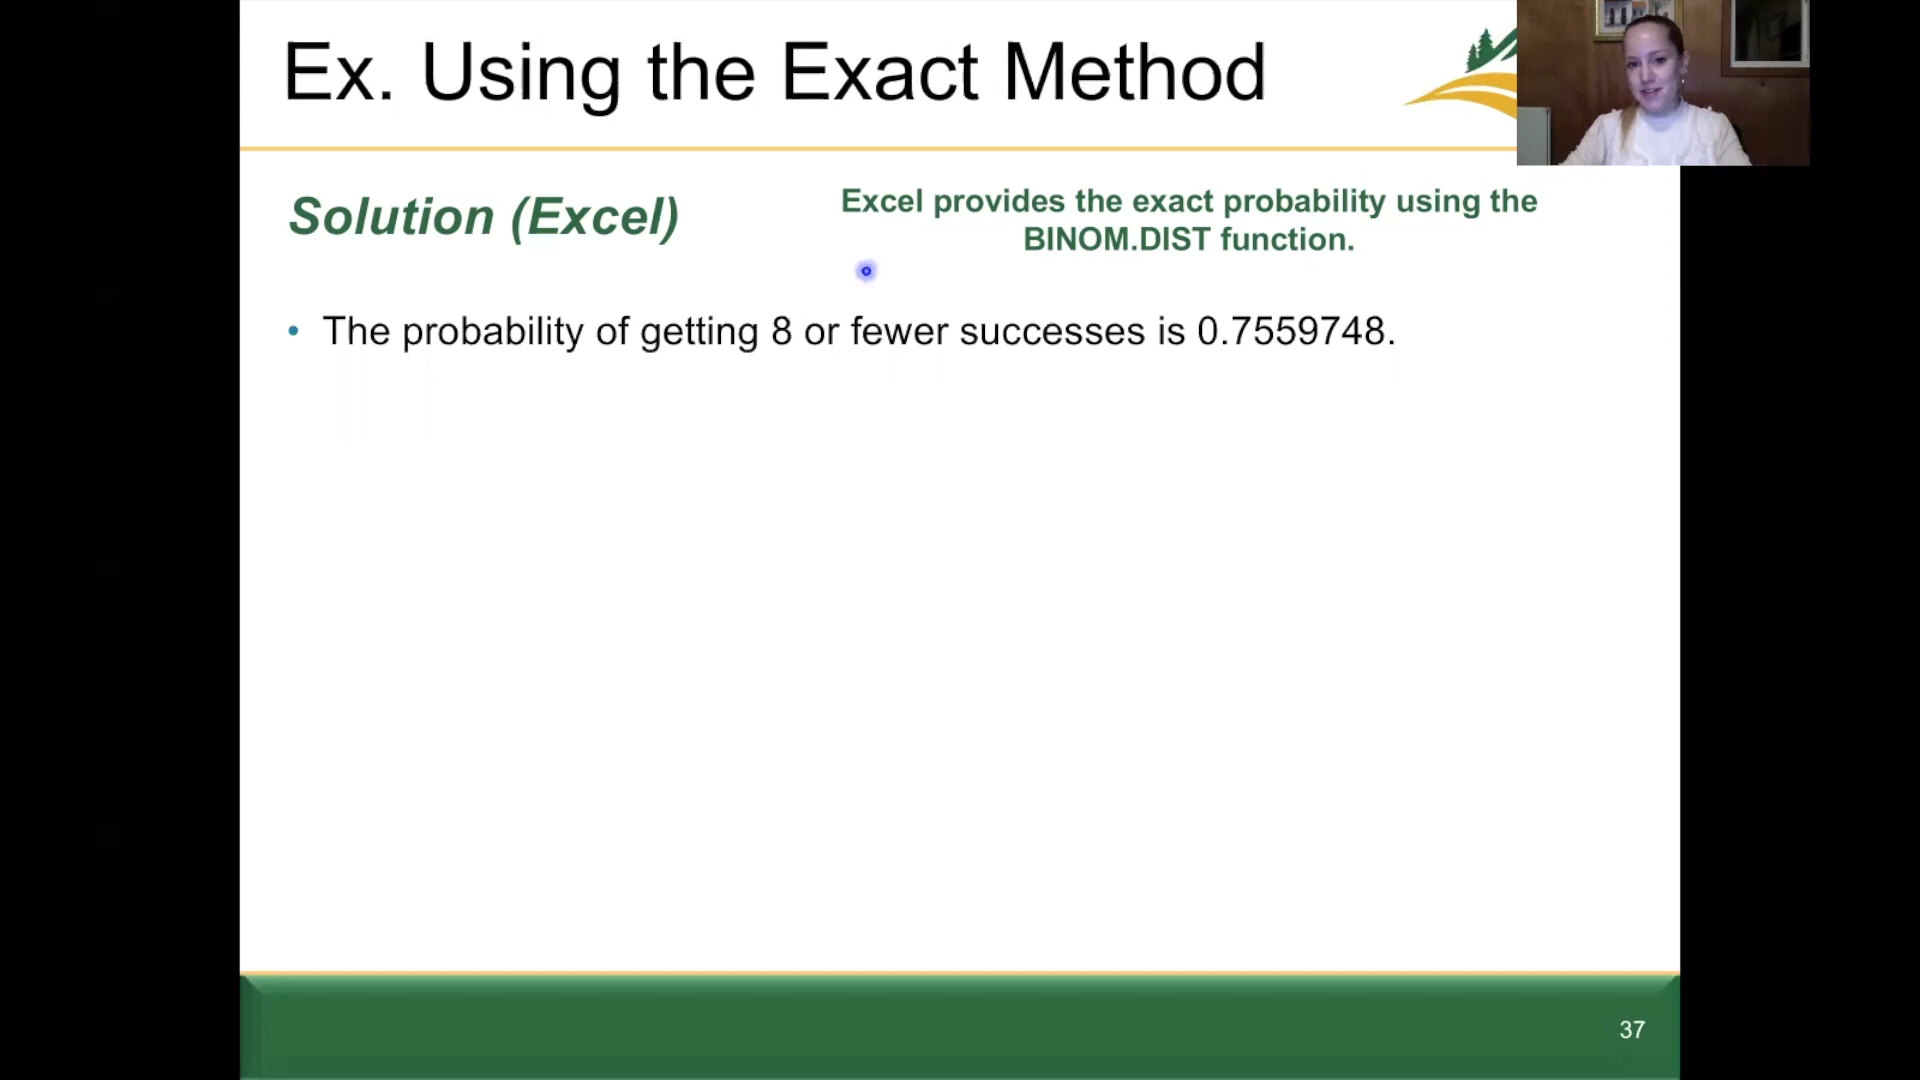 Ex. Using the Exact Method
Solution (Excel)
Excel provides the exact probability using the
BINOM.DIST function.
• The probability of getting 8 or fewer successes is 0.7559748.
37